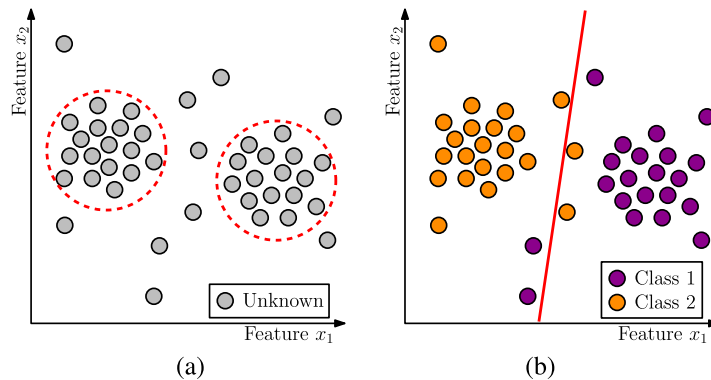 Feature x₂
Unknown
Feature x₁
(a)
Feature x₂
Class 1
Class 2
Feature x₁
(b)